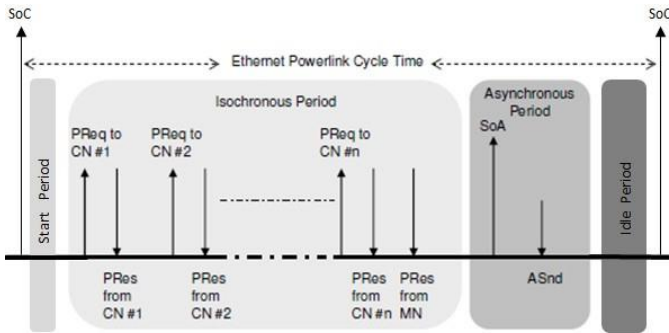 SoC
SoC
Ethernet Powerlink Cycle Time
Start Period
Isochronous Period
PReq to
CN #1
PReq to
CN #2
PReq to
CN #n
Asynchronous
Period
SoA
Idle Period
PRes
from
CN #1
PRes
from
CN #2
PRes
from
CN #n
PRes
from
MN
ASnd